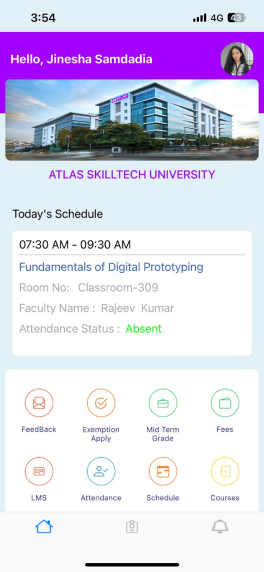 3:54
4G 43
Hello, Jinesha Samdadia
ATLAS SKILLTECH UNIVERSITY
Today's Schedule
07:30 AM - 09:30 AM
Fundamentals of Digital Prototyping
Room No: Classroom-309
Faculty Name : Rajeev Kumar
Attendance Status : Absent
FeedBack
Exemption
Apply
Mid Term
Grade
Fees
LMS
Attendance
Schedule
Courses